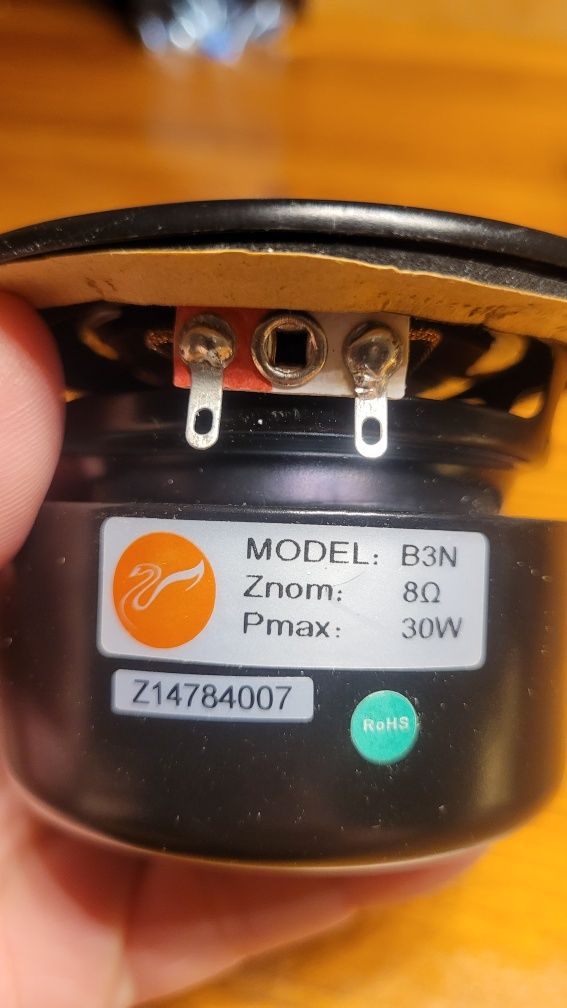 MODEL: B3N
Znom: 8Ω
Pmax: 30W
Z14784007
RoHS